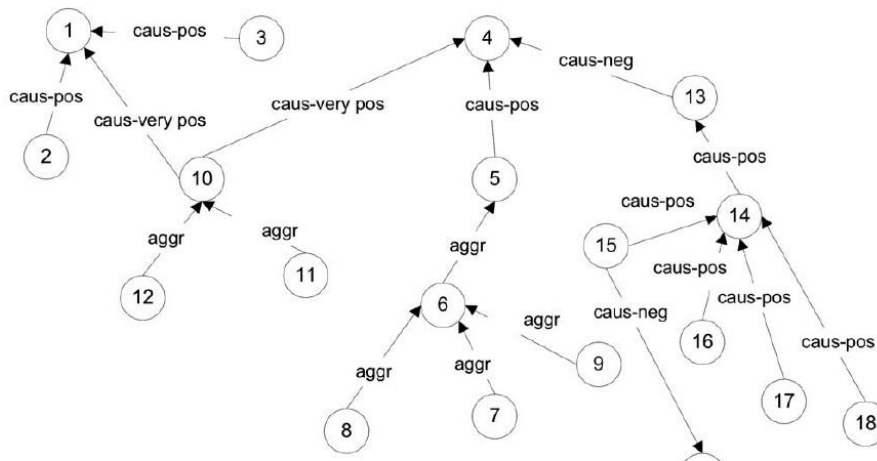 1 caus-pos 3 4
caus-neg
caus-pos caus-very pos caus-pos 13
caus-very pos
2 caus-pos
10 5
caus-pos 14
aggr aggr aggr 15
11 caus-pos
12 6 caus-neg caus-pos
aggr 16
aggr aggr 9 caus-pos
8 7 17 18